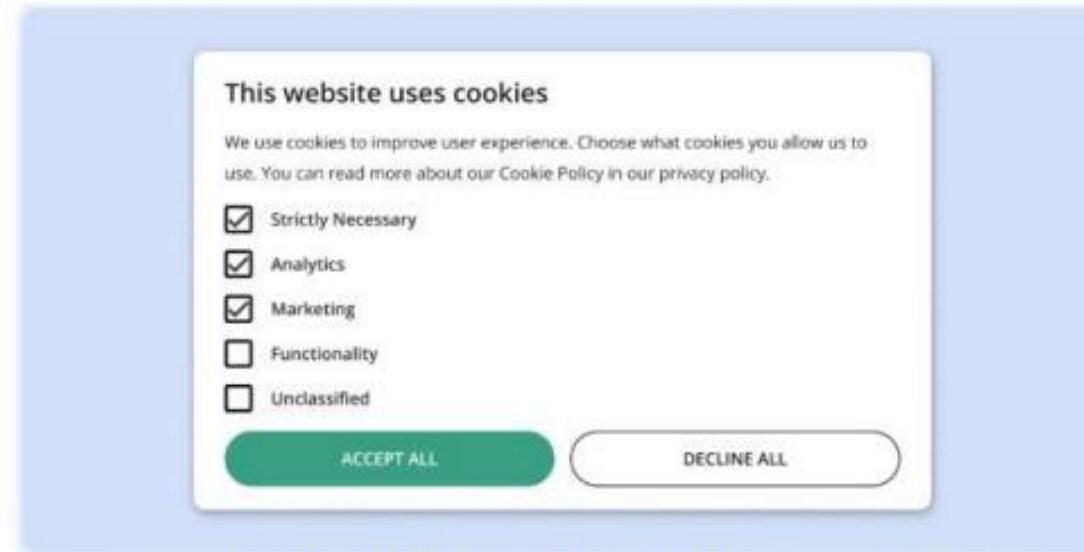 This website uses cookies
We use cookies to improve user experience. Choose what cookies you allow us to
use. You can read more about our Cookie Policy in our privacy policy.
Strictly Necessary
Analytics
Marketing
Functionality
Unclassified
ACCEPT ALL
DECLINE ALL